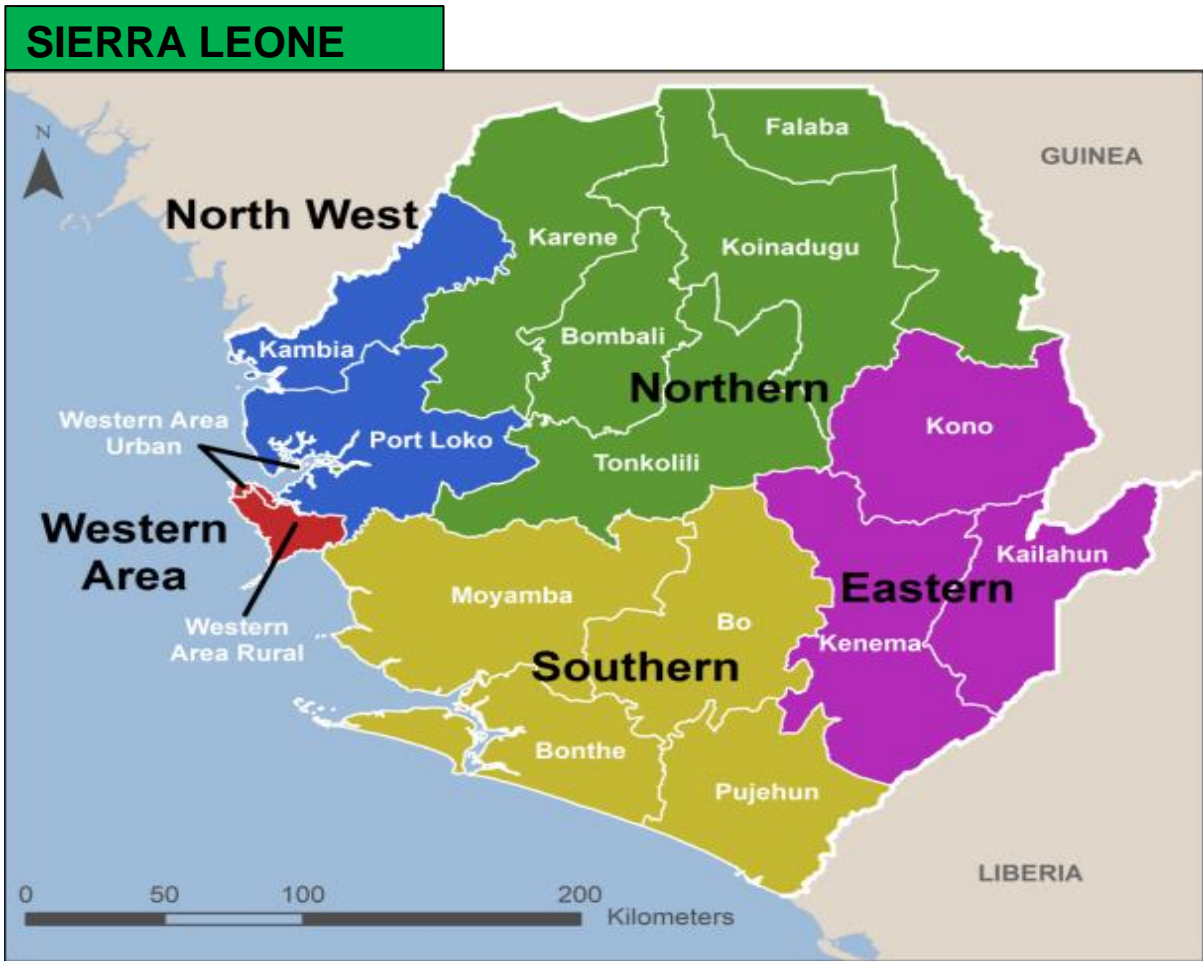 SIERRA LEONE
N
Falaba
GUINEA
North West
Karene
Koinadugu
Kambia
Bombali
Northern
Western Area
Urban
Port Loko
Kono
Tonkolili
Western
Area
Kailahun
Moyamba
Eastern
Western
Area Rural
Bo
Kenema
Southern
Bonthe
Pujehun
LIBERIA
0 50 100 200
Kilometers